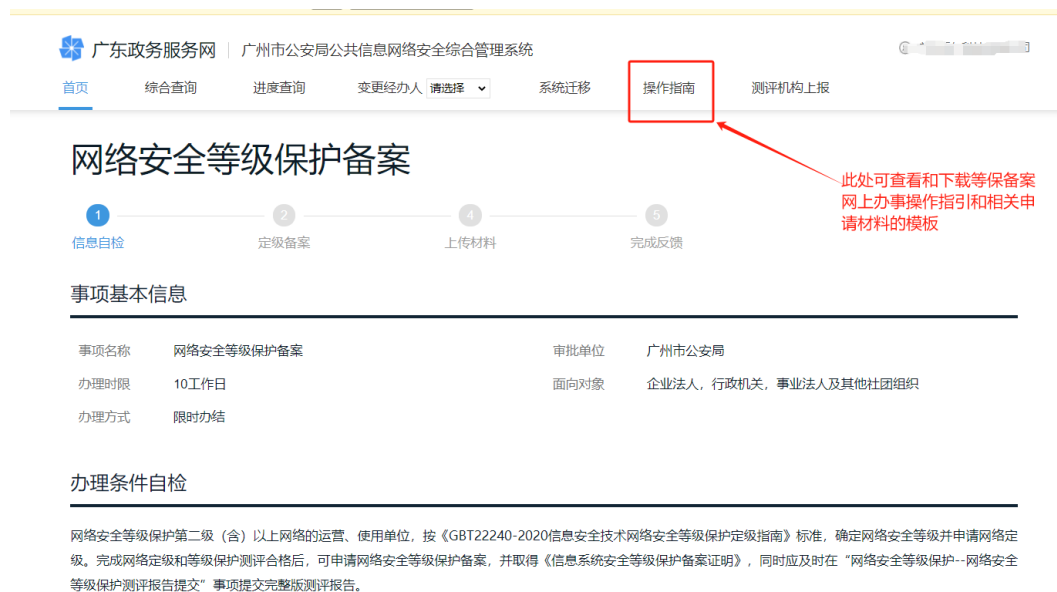 广东政务服务网 广州市公安局公共信息网络安全综合管理系统
首页 综合查询 进度查询 变更经办人 请选择 系统迁移 操作指南 测评机构上报
网络安全等级保护备案
此处可查看和下载等保备案
网上办事操作指引和相关申
请材料的模板
1 2 4 5
信息自检 定级备案 上传材料 完成反馈
事项基本信息
事项名称 网络安全等级保护备案 审批单位 广州市公安局
办理时限 10工作日 面向对象 企业法人，行政机关，事业法人及其他社团组织
办理方式 限时办结
办理条件自检
网络安全等级保护第二级（含）以上网络的运营、使用单位，按《GBT22240-2020信息安全技术网络安全等级保护定级指南》标准，确定网络安全等级并申请网络定
级。完成网络定级和等级保护测评合格后，可申请网络安全等级保护备案，并取得《信息系统安全等级保护备案证明》，同时应及时在“网络安全等级保护--网络安全
等级保护测评报告提交”事项提交完整版测评报告。